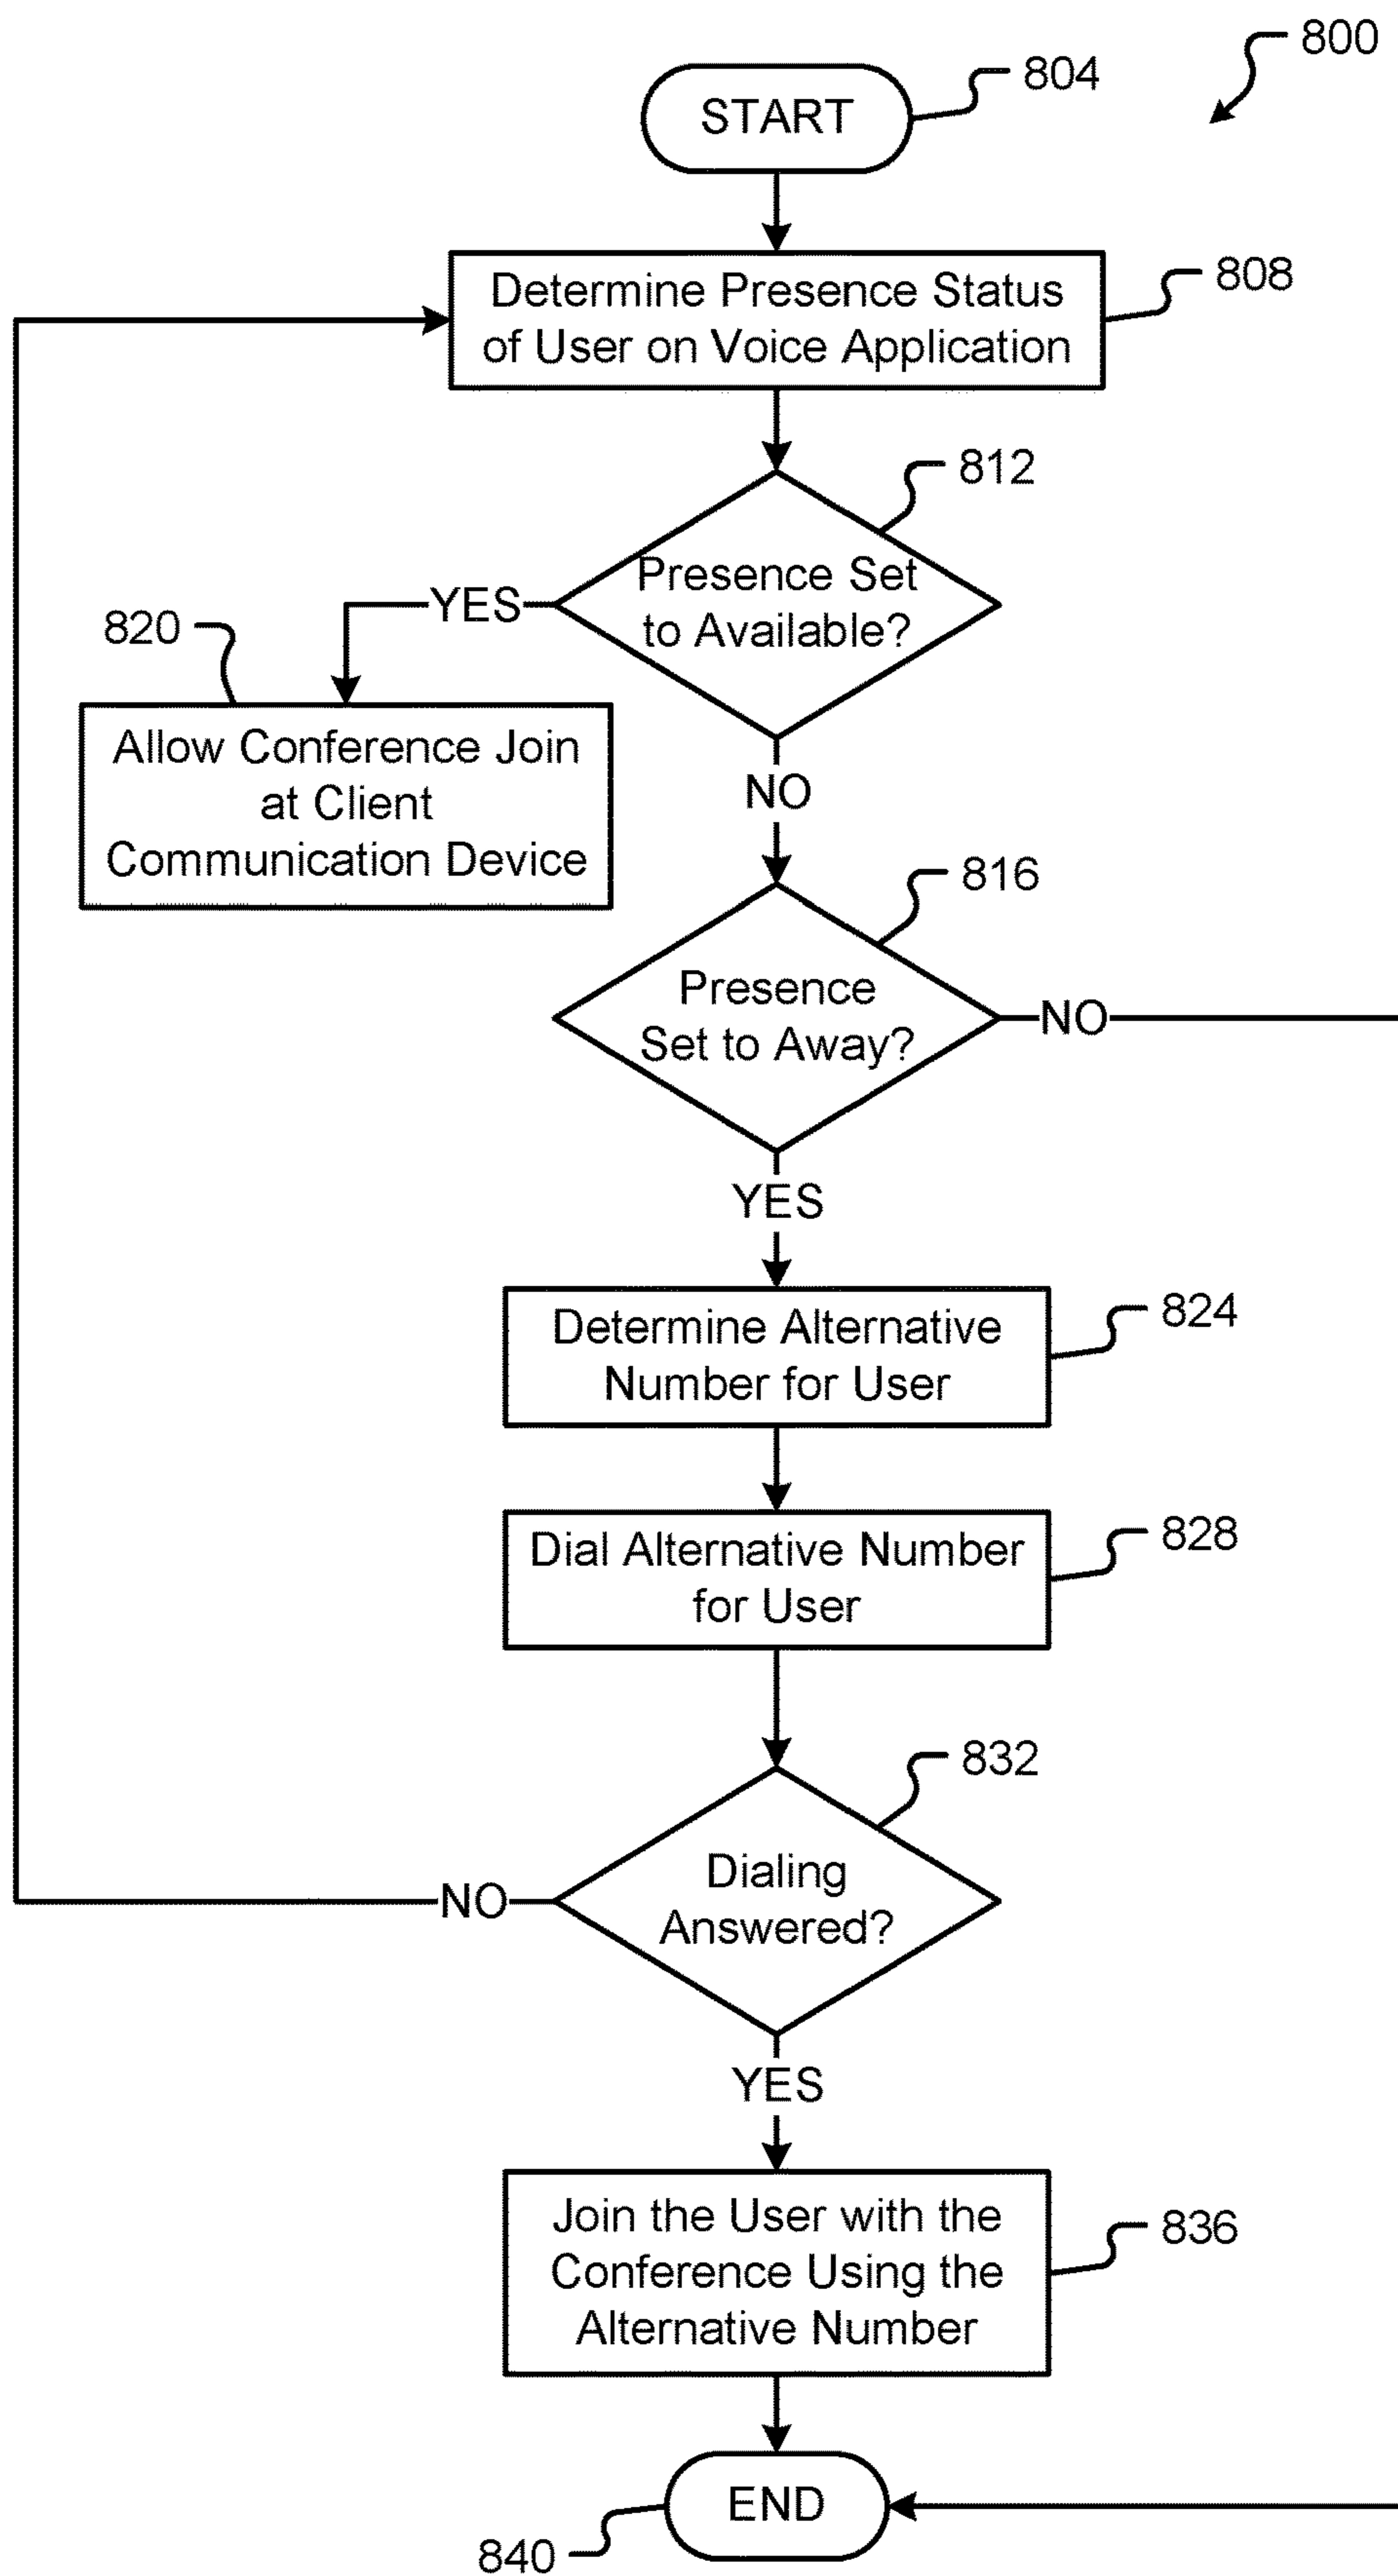 800
START
804
Determine Presence Status
of User on Voice Application
808
812
Presence Set
to Available?
YES
820
Allow Conference Join
at Client
Communication Device
NO
816
Presence
Set to Away?
NO
YES
Determine Alternative
Number for User
824
Dial Alternative Number
for User
828
832
Dialing
Answered?
NO
YES
Join the User with the
Conference Using the
Alternative Number
836
END
840